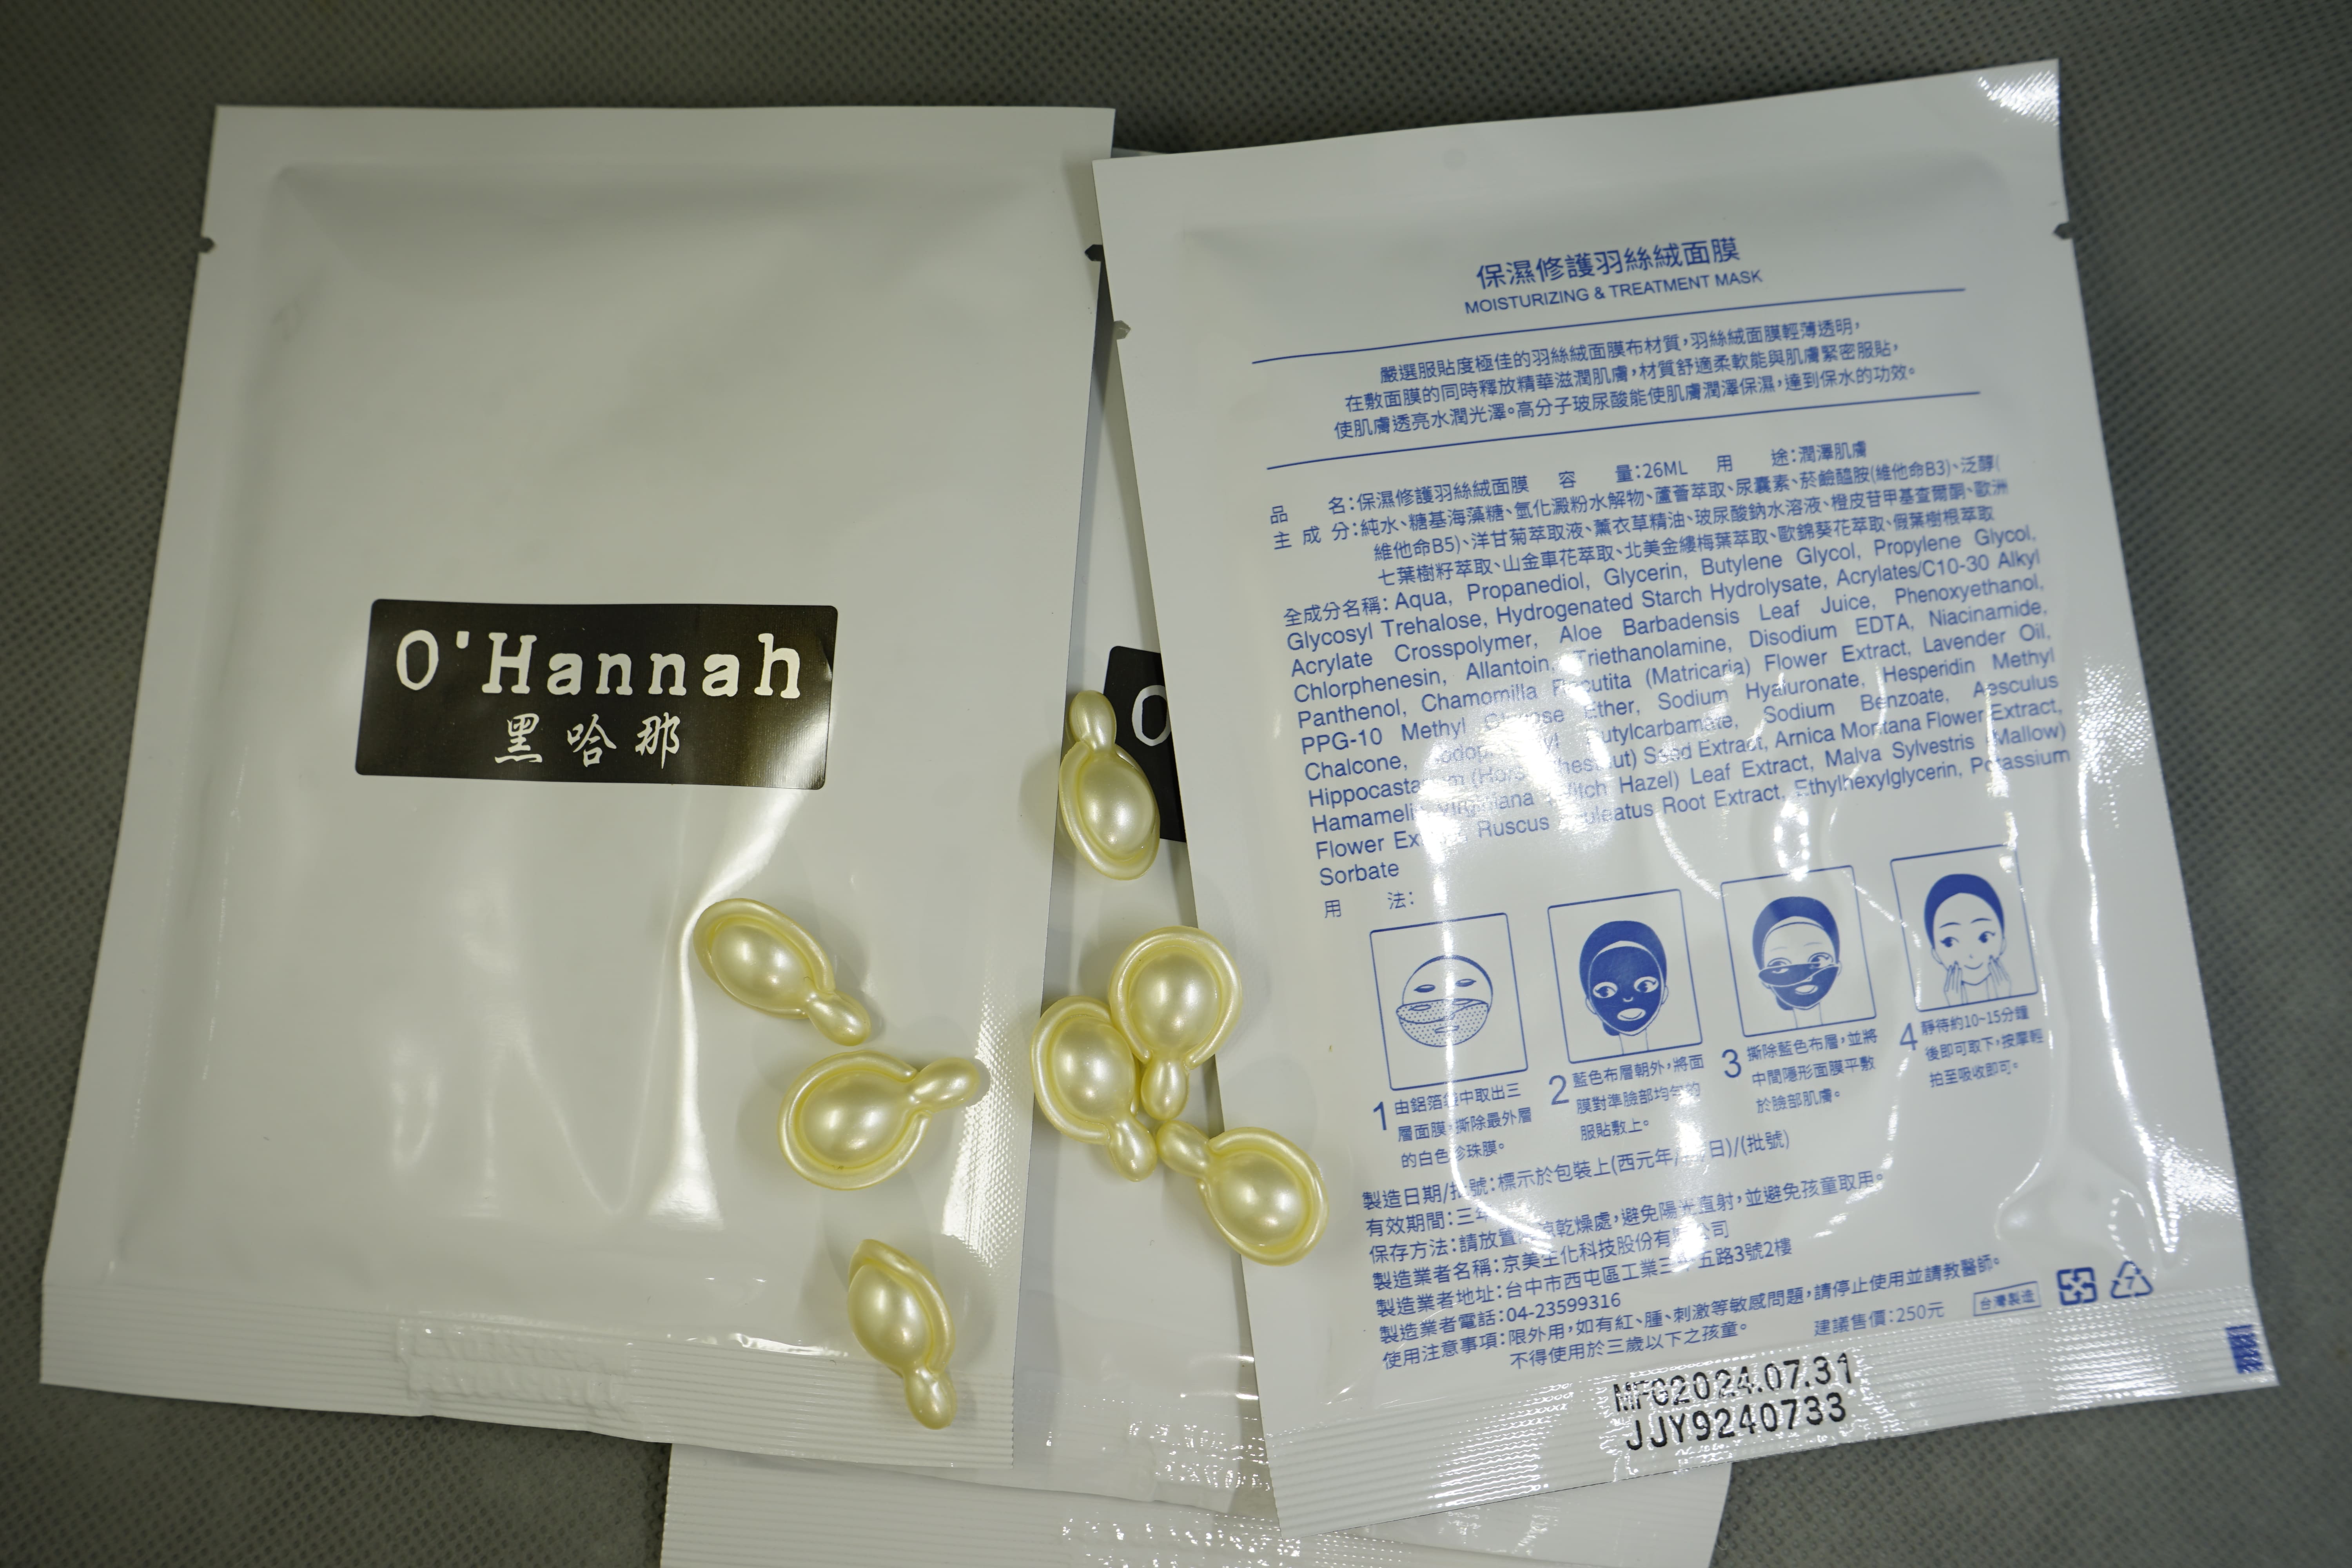 O'Hannah
黑哈那
O
保濕修護羽絲絨面膜
MOISTURIZING & TREATMENT MASK
嚴選服貼度極佳的羽絲絨面膜布材質,羽絲絨面膜輕薄透明,
在敷面膜的同時釋放精華滋潤肌膚,材質舒適柔軟能與肌膚緊密服貼,
使肌膚透亮水潤光澤。高分子玻尿酸能使肌膚潤澤保濕,達到保水的功效。
品 名:保濕修護羽絲絨面膜 容 量:26ML 用 途:潤澤肌膚
主 成 分:純水、糖基海藻糖、氫化澱粉水解物、蘆薈萃取、尿囊素、菸鹼醯胺(維他命B3)、泛醇(
維他命B5)、洋甘菊萃取液、薰衣草精油、玻尿酸鈉水溶液、橙皮苷甲基查爾酮、歐洲
七葉樹籽萃取、山金車花萃取、北美金縷梅葉萃取、歐錦葵花萃取、假葉樹根萃取
全成分名稱: Aqua, Propanediol, Glycerin, Butylene Glycol, Propylene Glycol,
Glycosyl Trehalose, Hydrogenated Starch Hydrolysate, Acrylates/C10-30 Alkyl
Acrylate Crosspolymer, Aloe Barbadensis Leaf Juice, Phenoxyethanol,
Chlorphenesin, Allantoin, Triethanolamine, Disodium EDTA, Niacinamide,
Panthenol, Chamomilla (Matricaria) Flower Extract, Lavender Oil,
PPG-10 Methyl Ether, Sodium Hyaluronate, Hesperidin Methyl
Chalcone, Sodium Benzoate, Aesculus
Seed Extract, Arnica Montana Flower Extract,
Leaf Extract, Malva Sylvestris (Mallow)
Flower Ruscus Root Extract, Ethylhexylglycerin, Potassium
Sorbate
用 法:
1 由鋁箔 中取出三
層面膜,撕除最外層
的白色珍珠膜。
2 藍色布層朝外,將面
膜對準臉部均勻的
服貼敷上。
3 撕除藍色布層,並將
中間隱形面膜平敷
於臉部肌膚。
4 靜待約10~15分鐘
後即可取下,按摩輕
拍至吸收即可。
製造日期/批號:標示於包裝上(西元年/ 日)/(批號)
有效期間:三年
保存方法:請放置 乾燥處,避免陽光直射,並避免孩童取用。
製造業者名稱:京美生化科技股份有 公司
製造業者地址:台中市西屯區工業 五路3號2樓
製造業者電話:04-23599316
使用注意事項:限外用,如有紅、腫、刺激等敏感問題,請停止使用並請教醫師。
不得使用於三歲以下之孩童。 建議售價:250元 台灣製造
7
MFG2024.07.31
JJY9240733